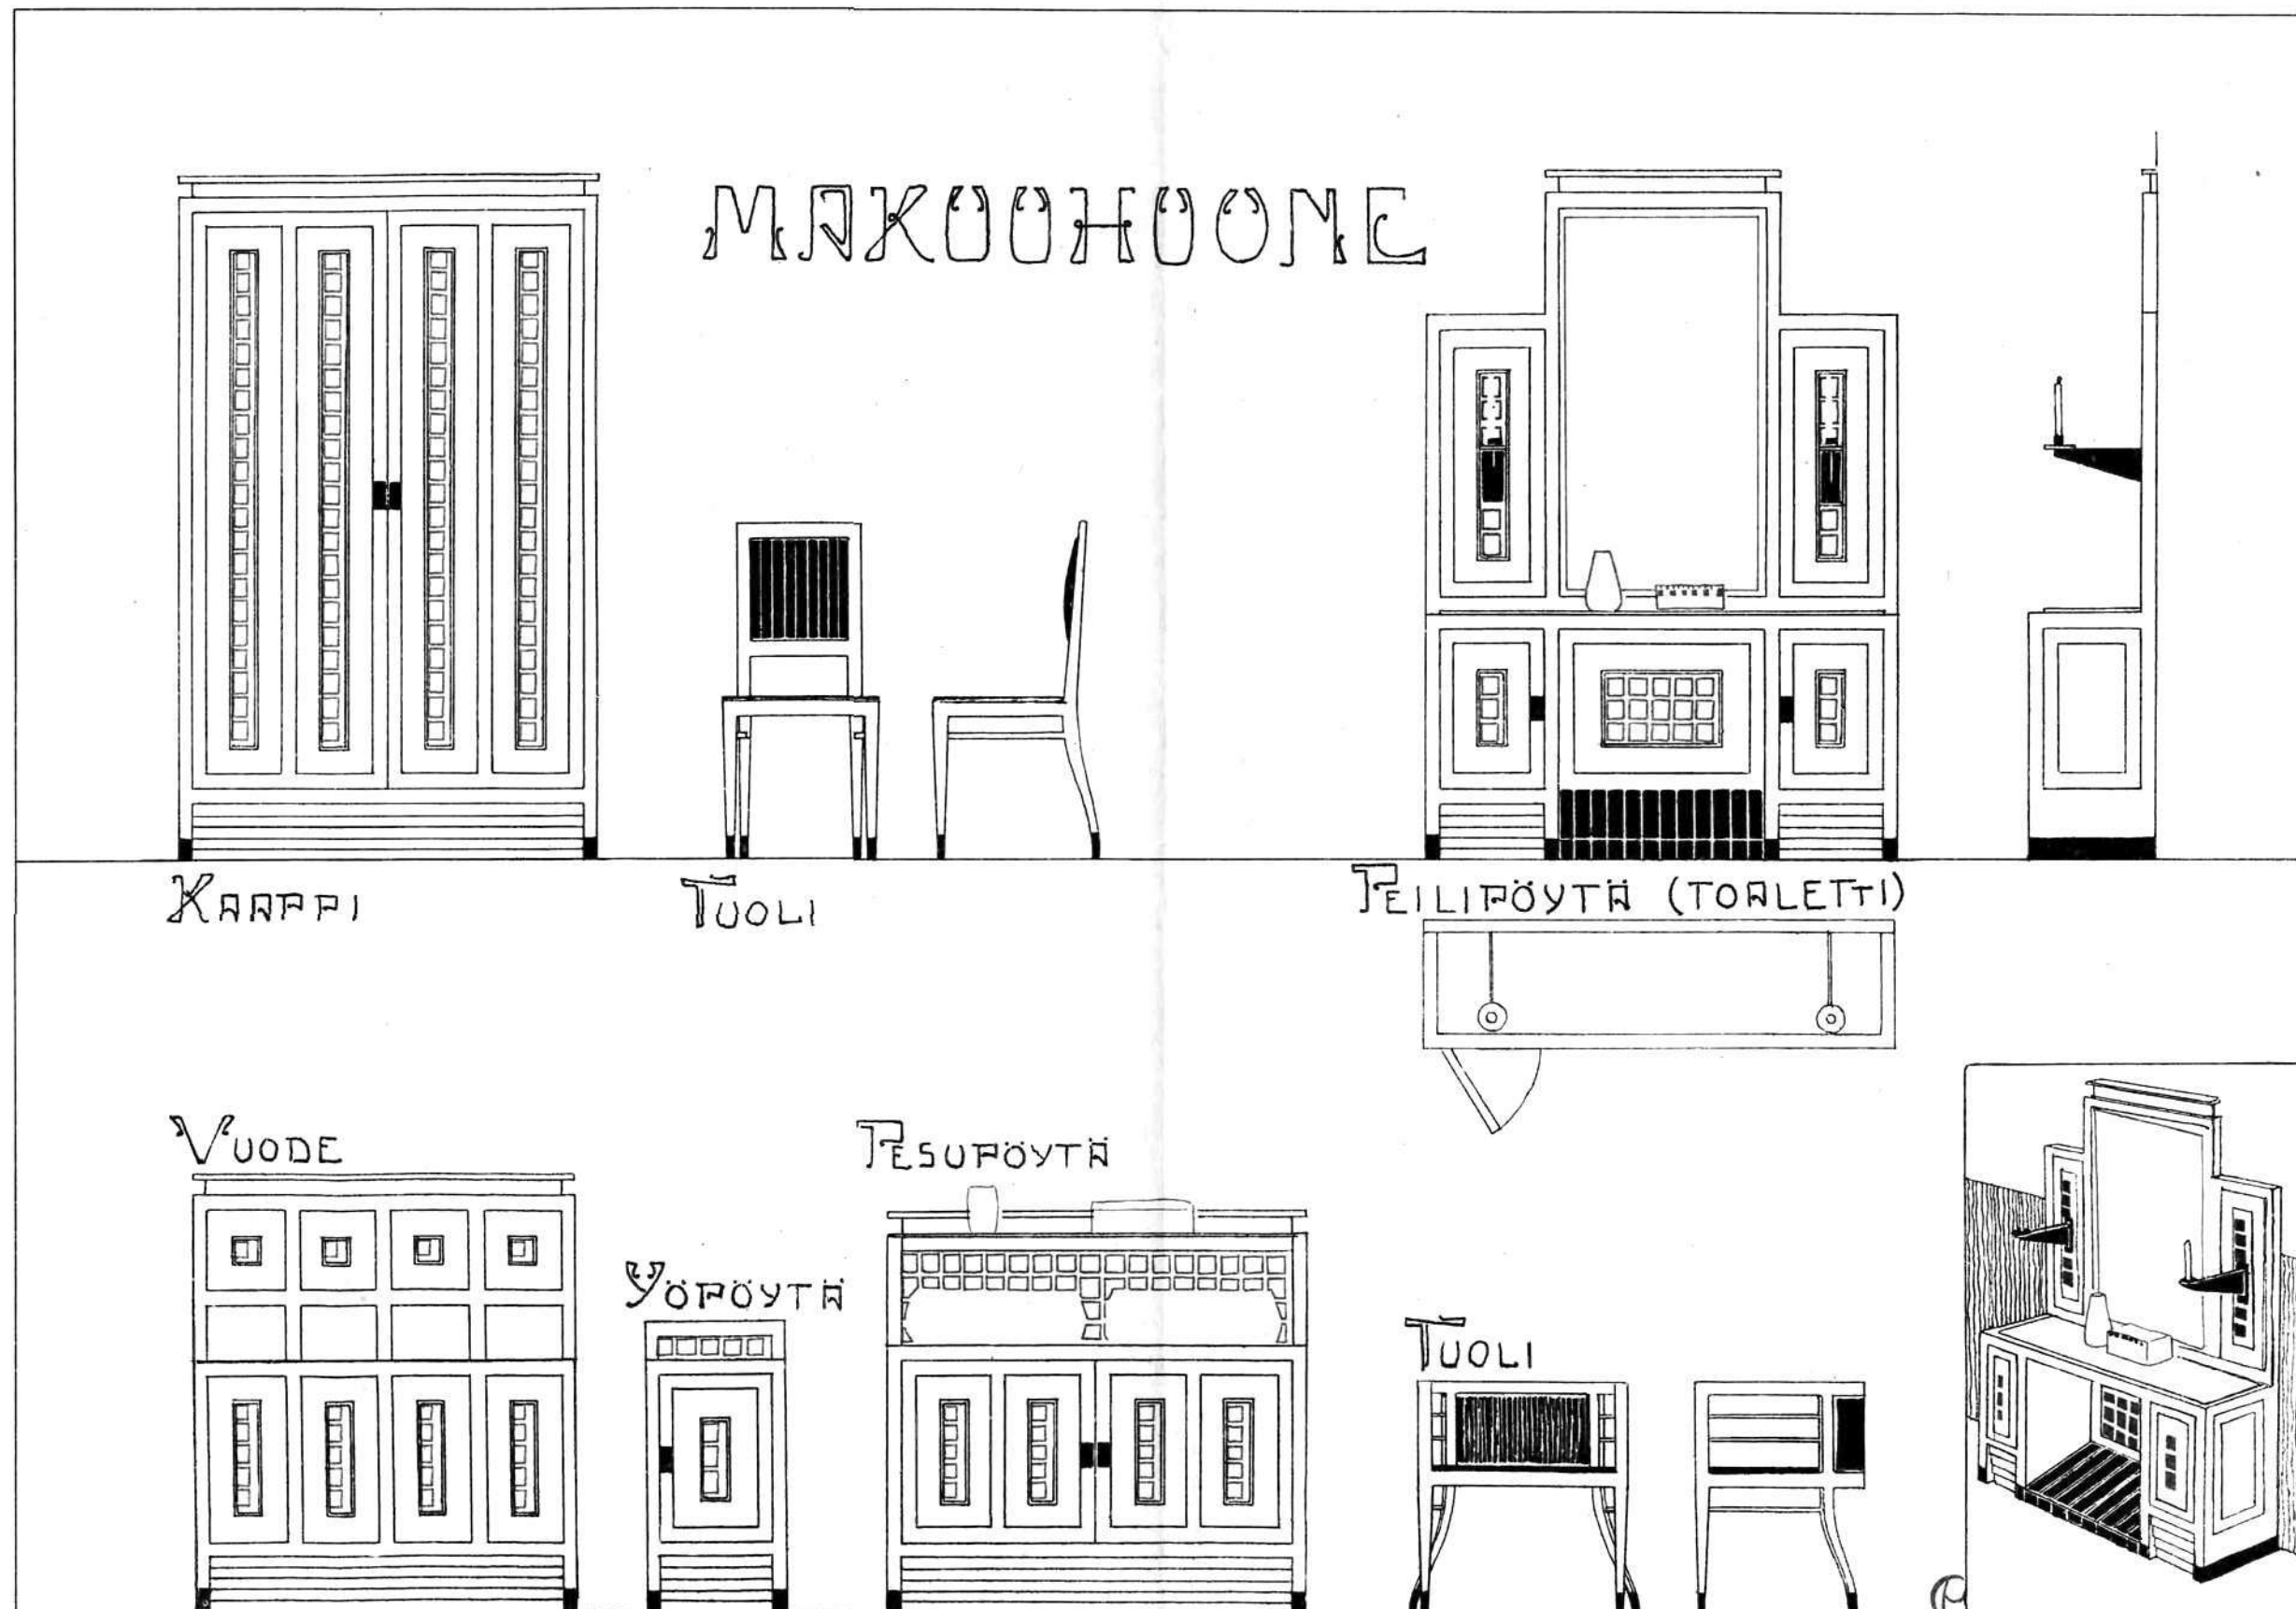 MAKUUHUONE
KAAPPI
TUOLI
PEILIPÖYTÄ (TOALETTI)
VUODE
PESUPÖYTÄ
YÖPÖYTÄ
TUOLI